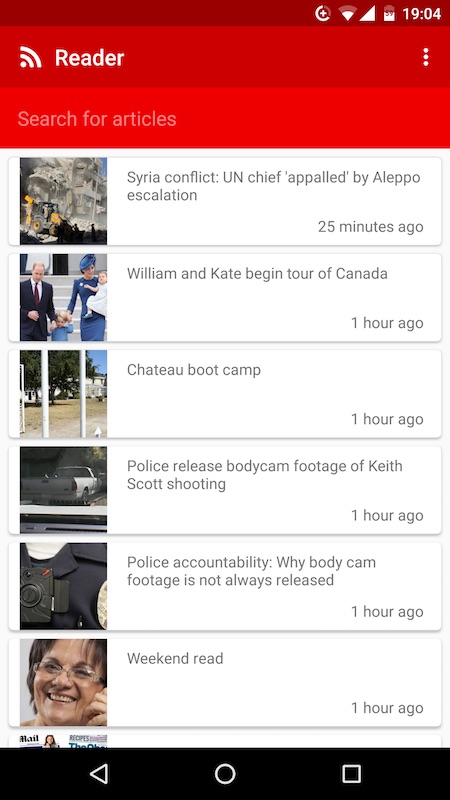 19:04
Reader
Search for articles
Syria conflict: UN chief 'appalled' by Aleppo
escalation
25 minutes ago
William and Kate begin tour of Canada
1 hour ago
Chateau boot camp
1 hour ago
Police release bodycam footage of Keith
Scott shooting
1 hour ago
Police accountability: Why body cam
footage is not always released
1 hour ago
Weekend read
1 hour ago
Mail
RECIPES